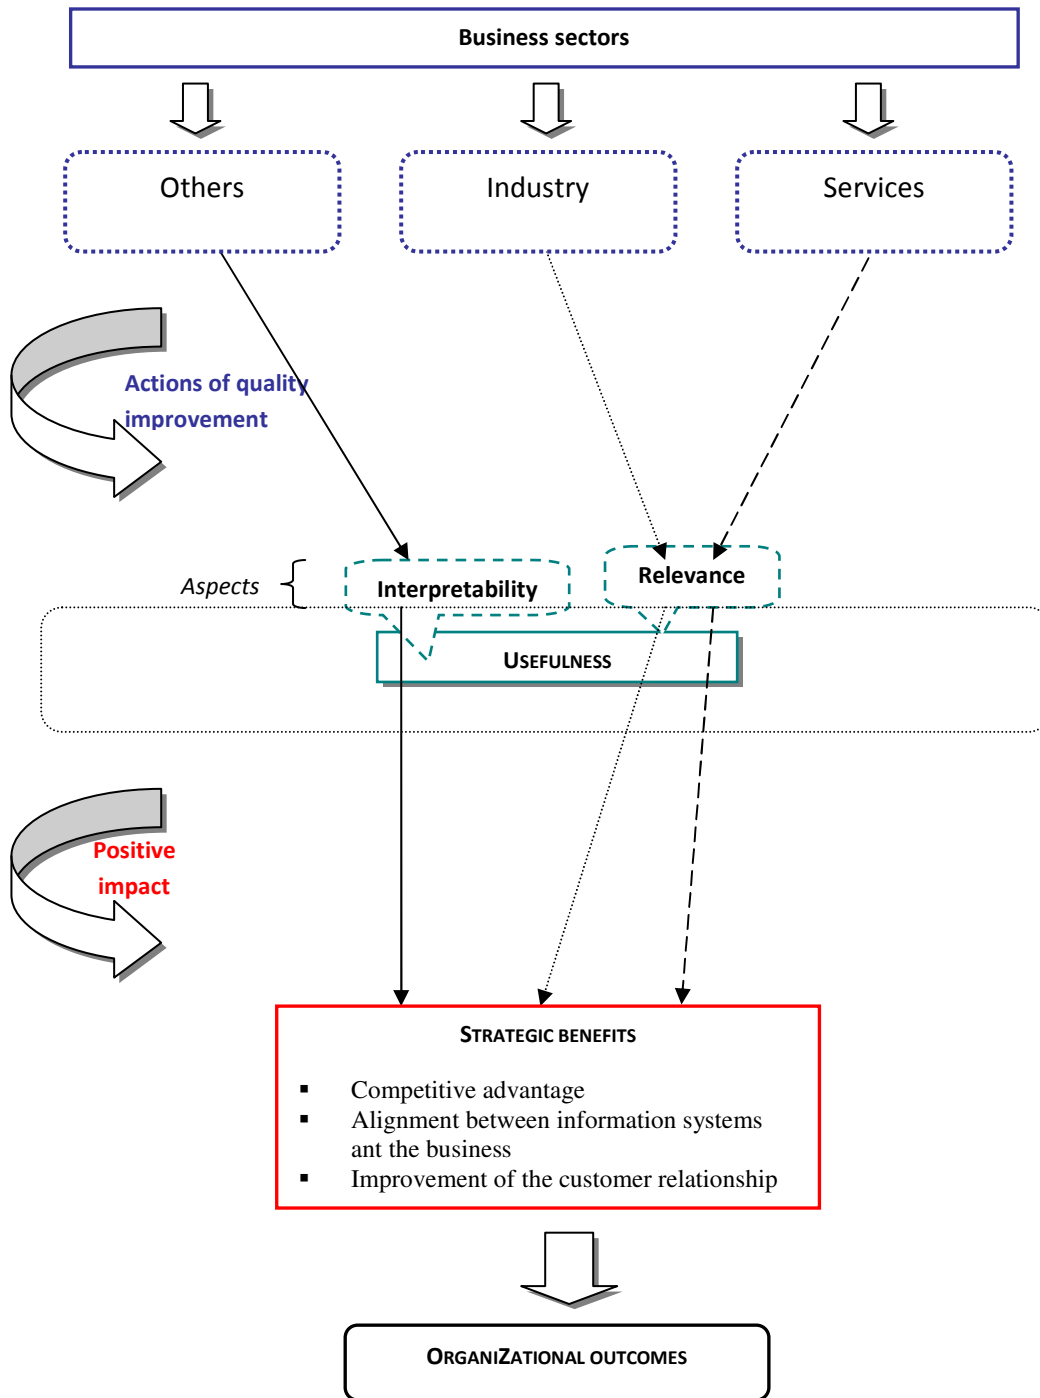 Business sectors
Others
Industry
Services
Actions of quality
improvement
Aspects
Interpretability
Relevance
USEFULNESS
Positive
impact
STRATEGIC BENEFITS
▪ Competitive advantage
▪ Alignment between information systems
ant the business
▪ Improvement of the customer relationship
ORGANIZATIONAL OUTCOMES